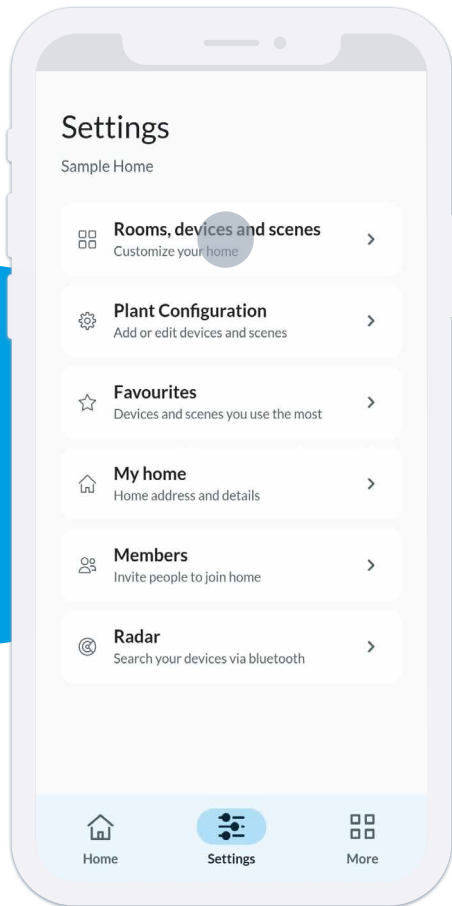 Settings
Sample Home
Rooms, devices and scenes
Customize your home
Plant Configuration
Add or edit devices and scenes
Favourites
Devices and scenes you use the most
My home
Home address and details
Members
Invite people to join home
Radar
Search your devices via bluetooth
Home Settings More